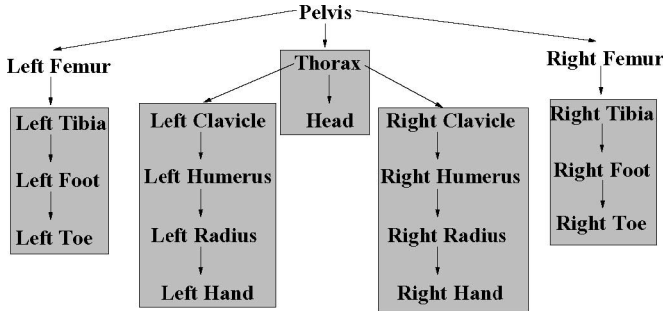 Pelvis
Left Femur
Thorax
Right Femur
Left Tibia
Left Clavicle
Head
Right Clavicle
Right Tibia
Left Foot
Left Humerus
Right Humerus
Right Foot
Left Toe
Left Radius
Right Radius
Right Toe
Left Hand
Right Hand